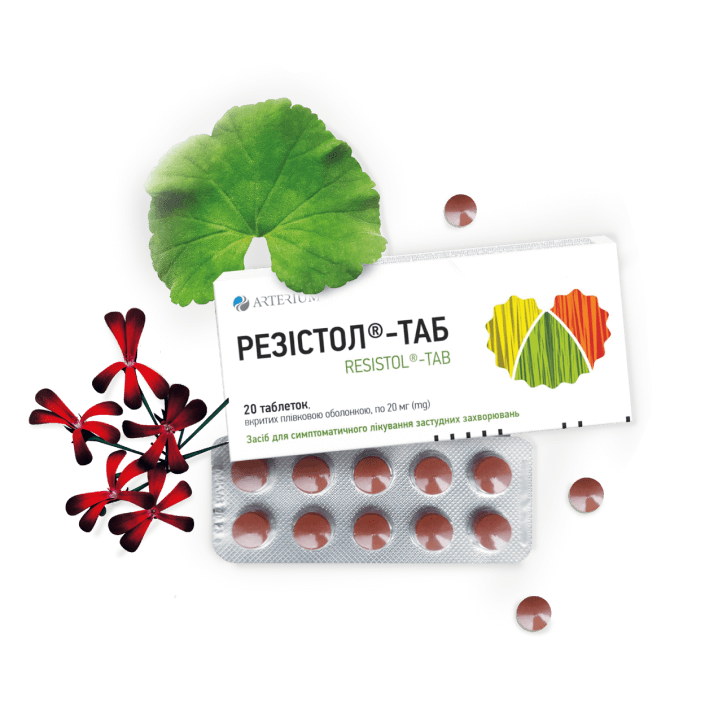 ARTERIUM
РЕЗІСТОЛ®-ТАБ
RESISTOL®-TAB
20 таблеток,
вкритих плівковою оболонкою, по 20 мг (mg)
Засіб для симптоматичного лікування застудних захворювань